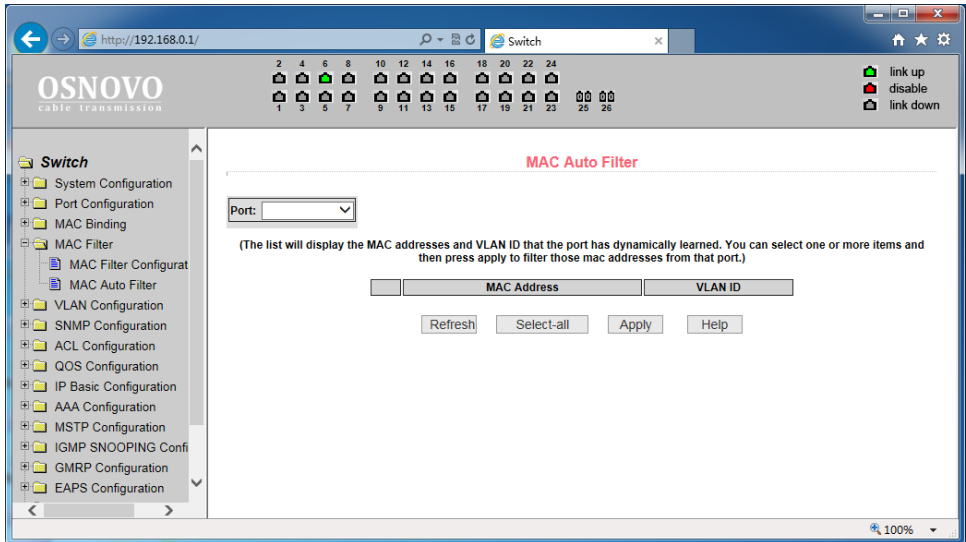 http://192.168.0.1/
Switch
OSNOVO
cable transmission
2 4 6 8 10 12 14 16 18 20 22 24
1 3 5 7 9 11 13 15 17 19 21 23 25 26
link up
disable
link down
Switch
System Configuration
Port Configuration
MAC Binding
MAC Filter
MAC Filter Configurat
MAC Auto Filter
VLAN Configuration
SNMP Configuration
ACL Configuration
QOS Configuration
IP Basic Configuration
AAA Configuration
MSTP Configuration
IGMP SNOOPING Confi
GMRP Configuration
EAPS Configuration
MAC Auto Filter
Port:
(The list will display the MAC addresses and VLAN ID that the port has dynamically learned. You can select one or more items and
then press apply to filter those mac addresses from that port.)
MAC Address VLAN ID
Refresh Select-all Apply Help
100%